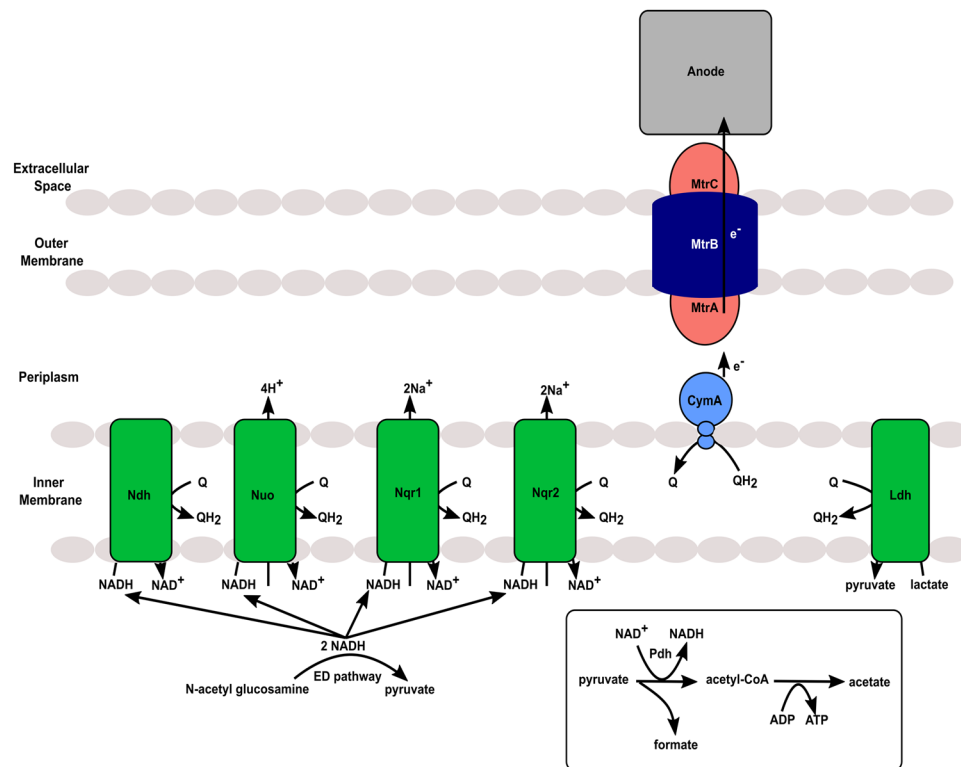 Anode
Extracellular
Space
MtrC
Outer
Membrane
MtrB
e-
MtrA
Periplasm
4H+
2Na+
2Na+
e-
CymA
Inner
Membrane
Ndh
Q
QH2
Nuo
Q
QH2
Nqr1
Q
QH2
Nqr2
Q
QH2
Q
QH2
Q
QH2
Ldh
NADH
NAD+
NADH
NAD+
NADH
NAD+
NADH
NAD+
pyruvate
lactate
2 NADH
ED pathway
N-acetyl glucosamine
pyruvate
NAD+
NADH
Pdh
pyruvate
acetyl-CoA
acetate
ADP
ATP
formate